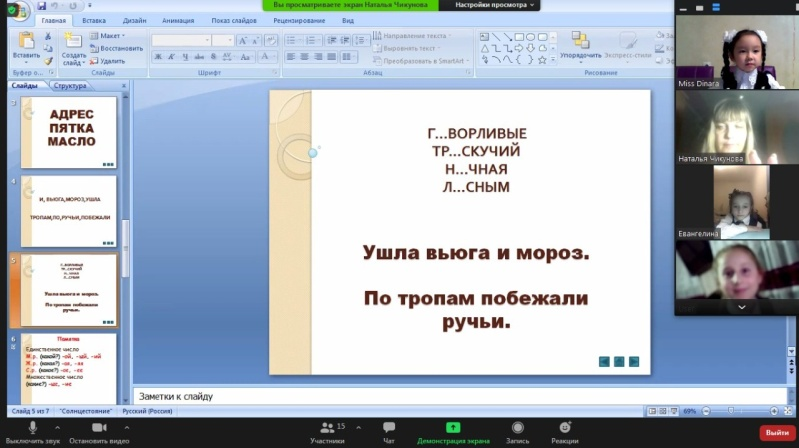 Вы просматриваете экран Наталья Чикунова
Настройки просмотра
Главная Вставка Дизайн Анимация Показ слайдов Рецензирование Вид
Вставить
Буфер о...
Создать слайд
Макет
Восстановить
Удалить
Слайды
Шрифт
Абзац
Направление текста
Выровнять текст
Преобразовать в SmartArt
Упорядочить
Экспресс-стили
Рисование
Слайды Структура
3
АДРЕС
ПЯТКА
МАСЛО
4
И, ВЬЮГА,МОРОЗ,УШЛА
ТРОПАМ,ПО,РУЧЬИ,ПОБЕЖАЛИ
5
Г...ВОРЛИВЫЕ
ТР...СКУЧИЙ
Н...ЧНАЯ
Л...СНЫМ
Ушла вьюга и мороз.
По тропам побежали
ручьи.
6
Памятка
Единственное число
М.р. (какой?) -ой, -ый, -ий
Ж.р. (какая?) -ая, -яя
С.р. (какое?) -ое, -ее
Множественное число
(какие?) -ые, -ие
Г...ВОРЛИВЫЕ
ТР...СКУЧИЙ
Н...ЧНАЯ
Л...СНЫМ
Ушла вьюга и мороз.
По тропам побежали
ручьи.
Заметки к слайду
Слайд 5 из 7 "Солнцестояние" Русский (Россия)
69%
Miss Dinara
Наталья Чикунова
Евангелина
Выключить звук
Остановить видео
15
Участники
Чат
Демонстрация экрана
Запись
Реакции
Выйти